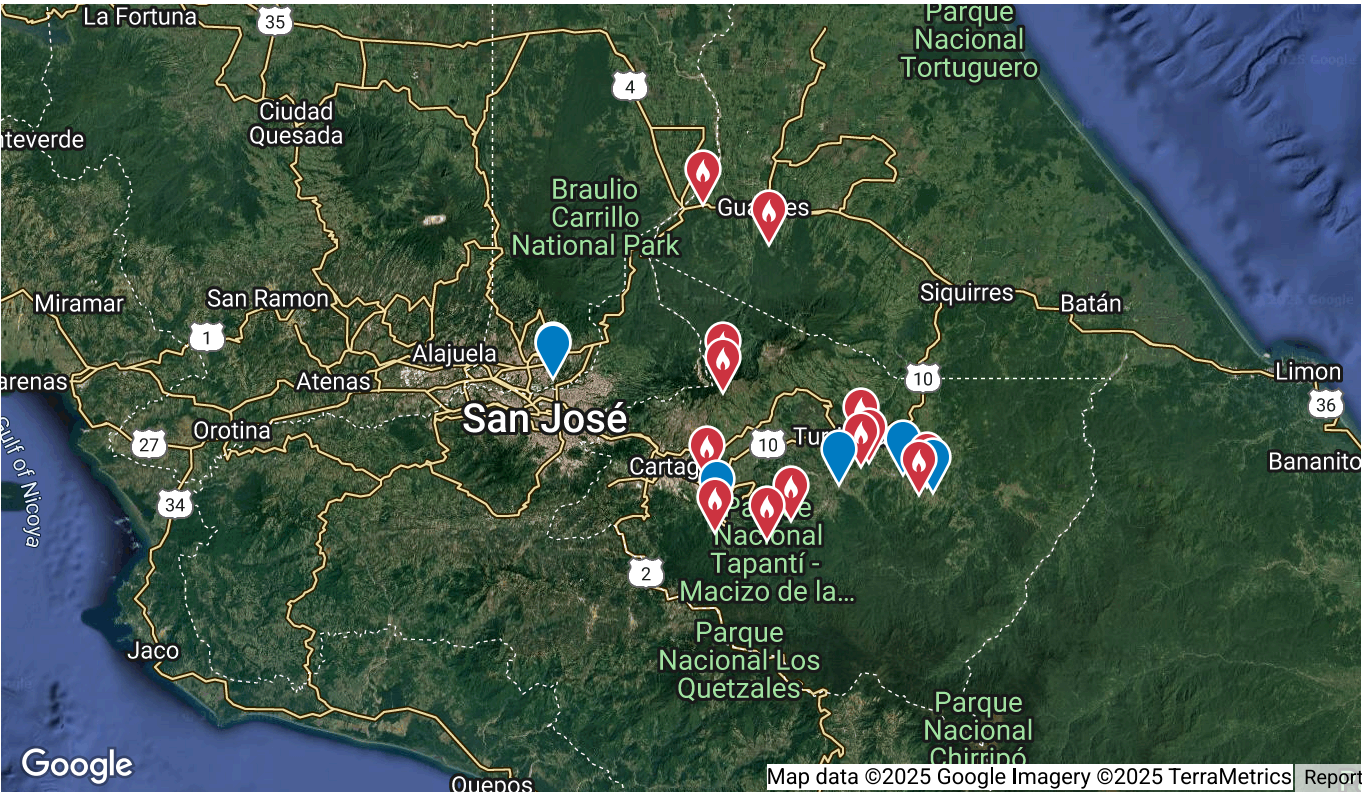 La Fortuna
35
Parque
Nacional
Tortuguero
4
Ciudad
Quesada
nteverde
Braulio
Carrillo
National Park
Miramar
San Ramon
Siquirres
Batán
1
Alajuela
arenas
Atenas
10
Limon
36
San José
27
Orotina
10
Cartag
Bananito
Gulf of Nicoya
34
Nacional
Tapantí -
Macizo de la...
2
Parque
Nacional Los
Quetzales
Jaco
Parque
Nacional
Chirripó
Google
Quepos
Map data ©2025 Google Imagery ©2025 TerraMetrics
Report